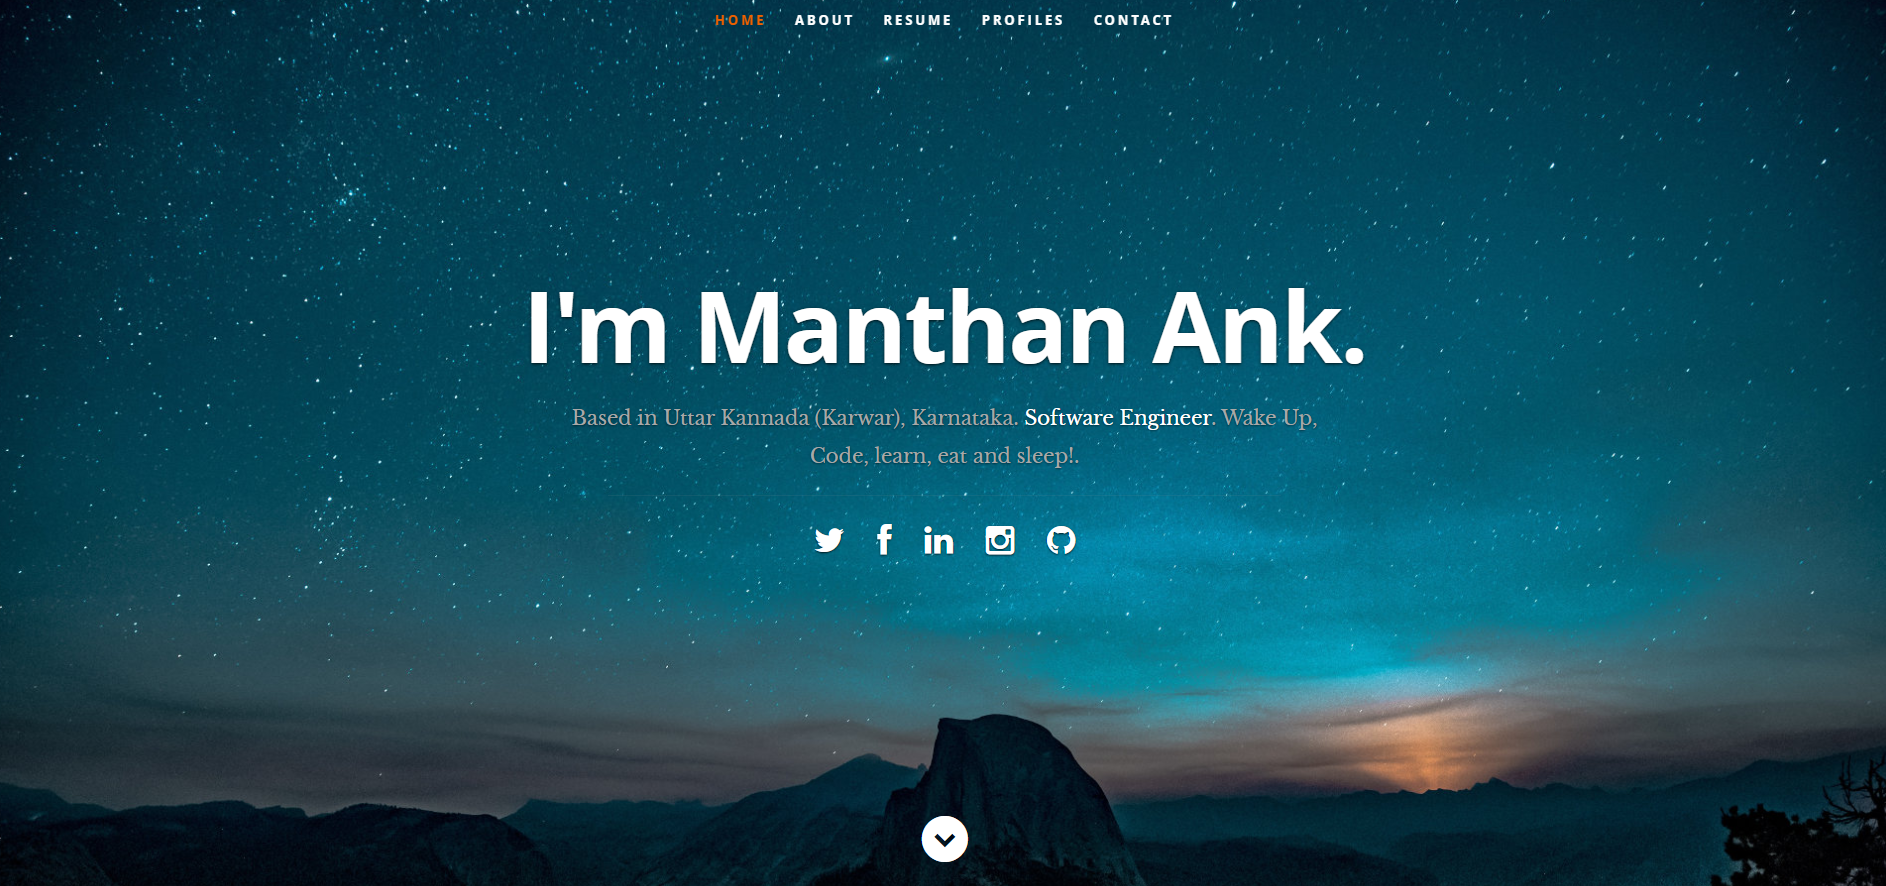 HOME ABOUT RESUME PROFILES CONTACT
I'm Manthan Ank.
Based in Uttar Kannada (Karwar), Karnataka. Software Engineer. Wake Up,
Code, learn, eat and sleep!.